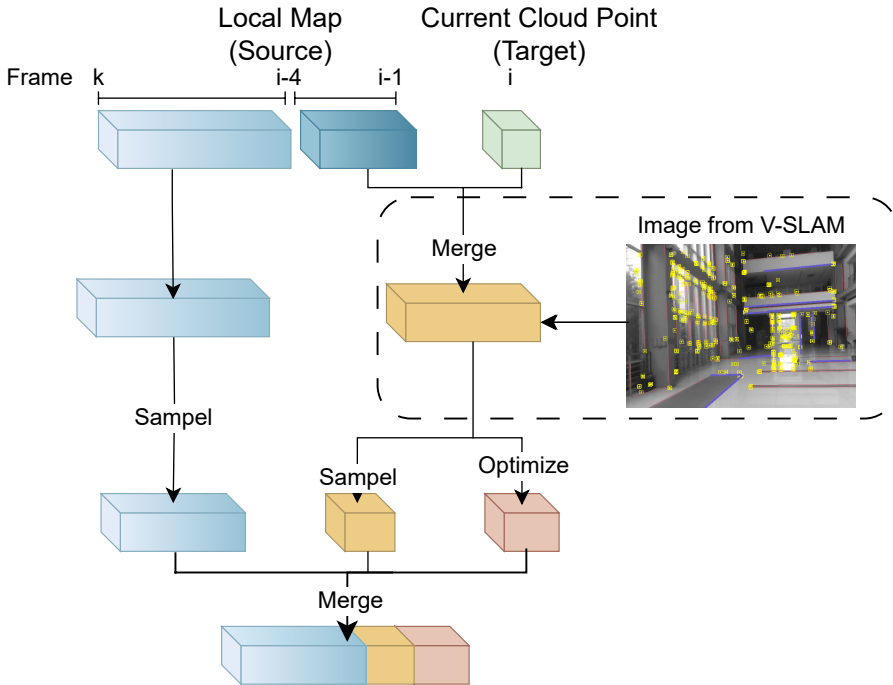 Local Map
(Source)
Current Cloud Point
(Target)
Frame
k
i-4
i-1
i
Image from V-SLAM
Merge
Sampel
Sampel
Optimize
Merge